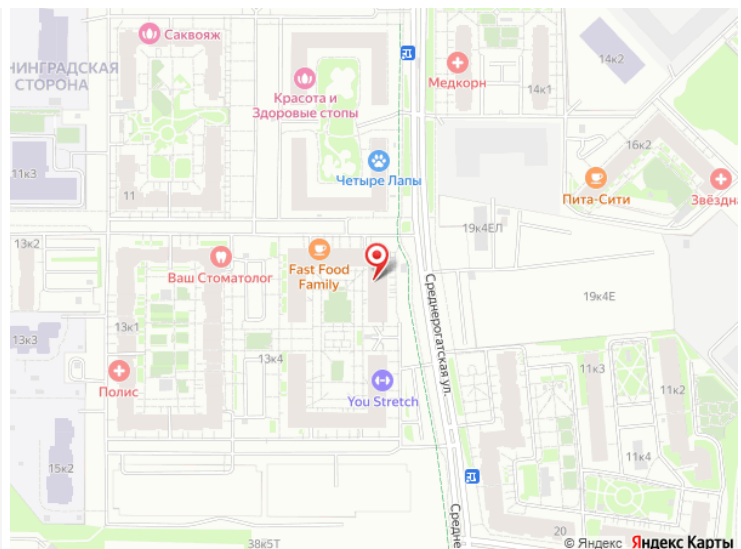 Саквояж
14к2
НИНГРАДСКАЯ
СТОРОНА
Медкорн
14к1
Красота и
Здоровые стопы
16к2
11к3
Четыре Лапы
11
Пита-Сити
Звёздна
19к4ЕЛ
13к2
Ваш Стоматолог
Fast Food
Family
Среднерогатская ул.
19к4Е
13к1
13к3
13к4
11к3
Полис
You Stretch
11к2
11к4
15к2
Средне
20
38к5Т
© Яндекс Яндекс Карты